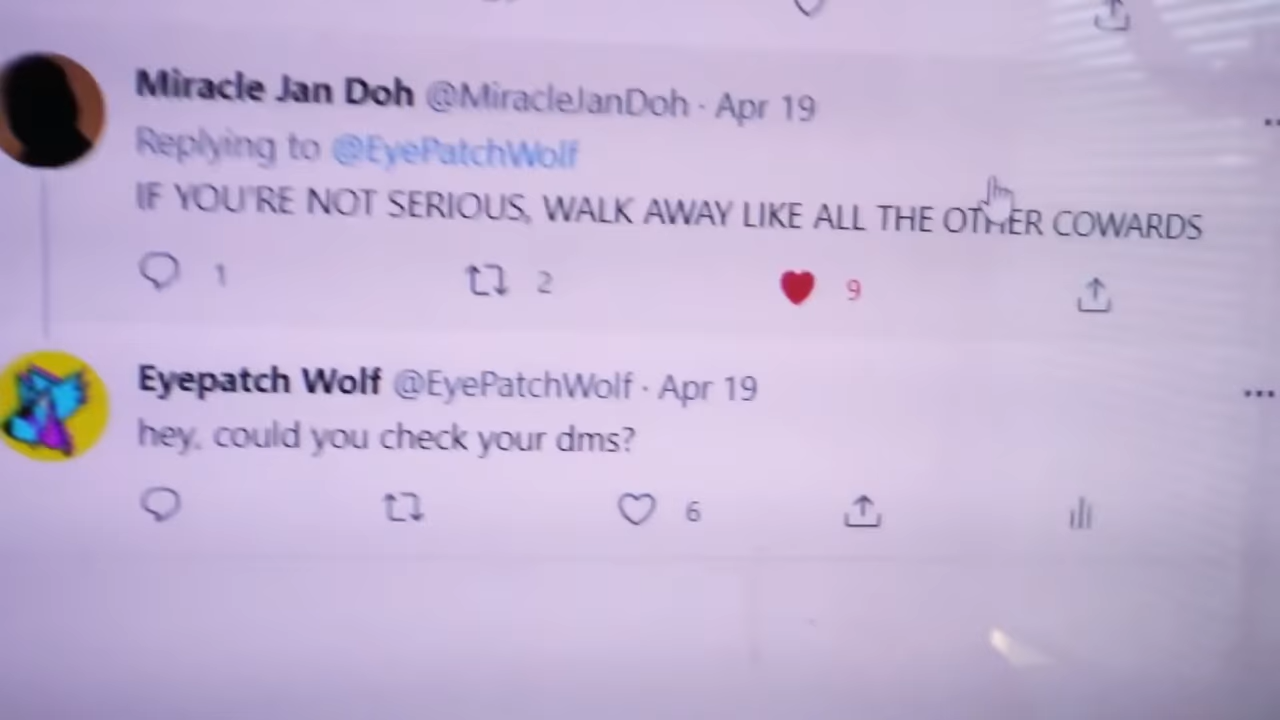 Miracle Jan Doh @MiracleJanDoh · Apr 19
Replying to @EyePatchWolf
IF YOU'RE NOT SERIOUS, WALK AWAY LIKE ALL THE OTHER COWARDS
1 2 9
Eyepatch Wolf @EyePatchWolf · Apr 19
hey, could you check your dms?
6